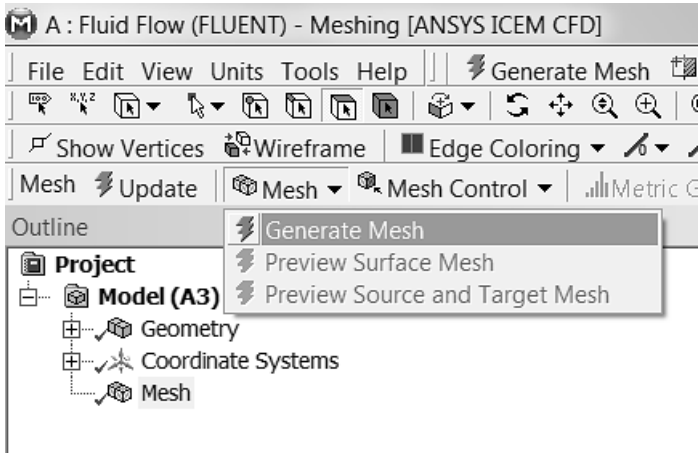 A : Fluid Flow (FLUENT) - Meshing [ANSYS ICEM CFD]
File Edit View Units Tools Help Generate Mesh
Show Vertices Wireframe Edge Coloring
Mesh Update Mesh Mesh Control Metric G
Outline
Generate Mesh
Preview Surface Mesh
Preview Source and Target Mesh
Project
Model (A3)
Geometry
Coordinate Systems
Mesh